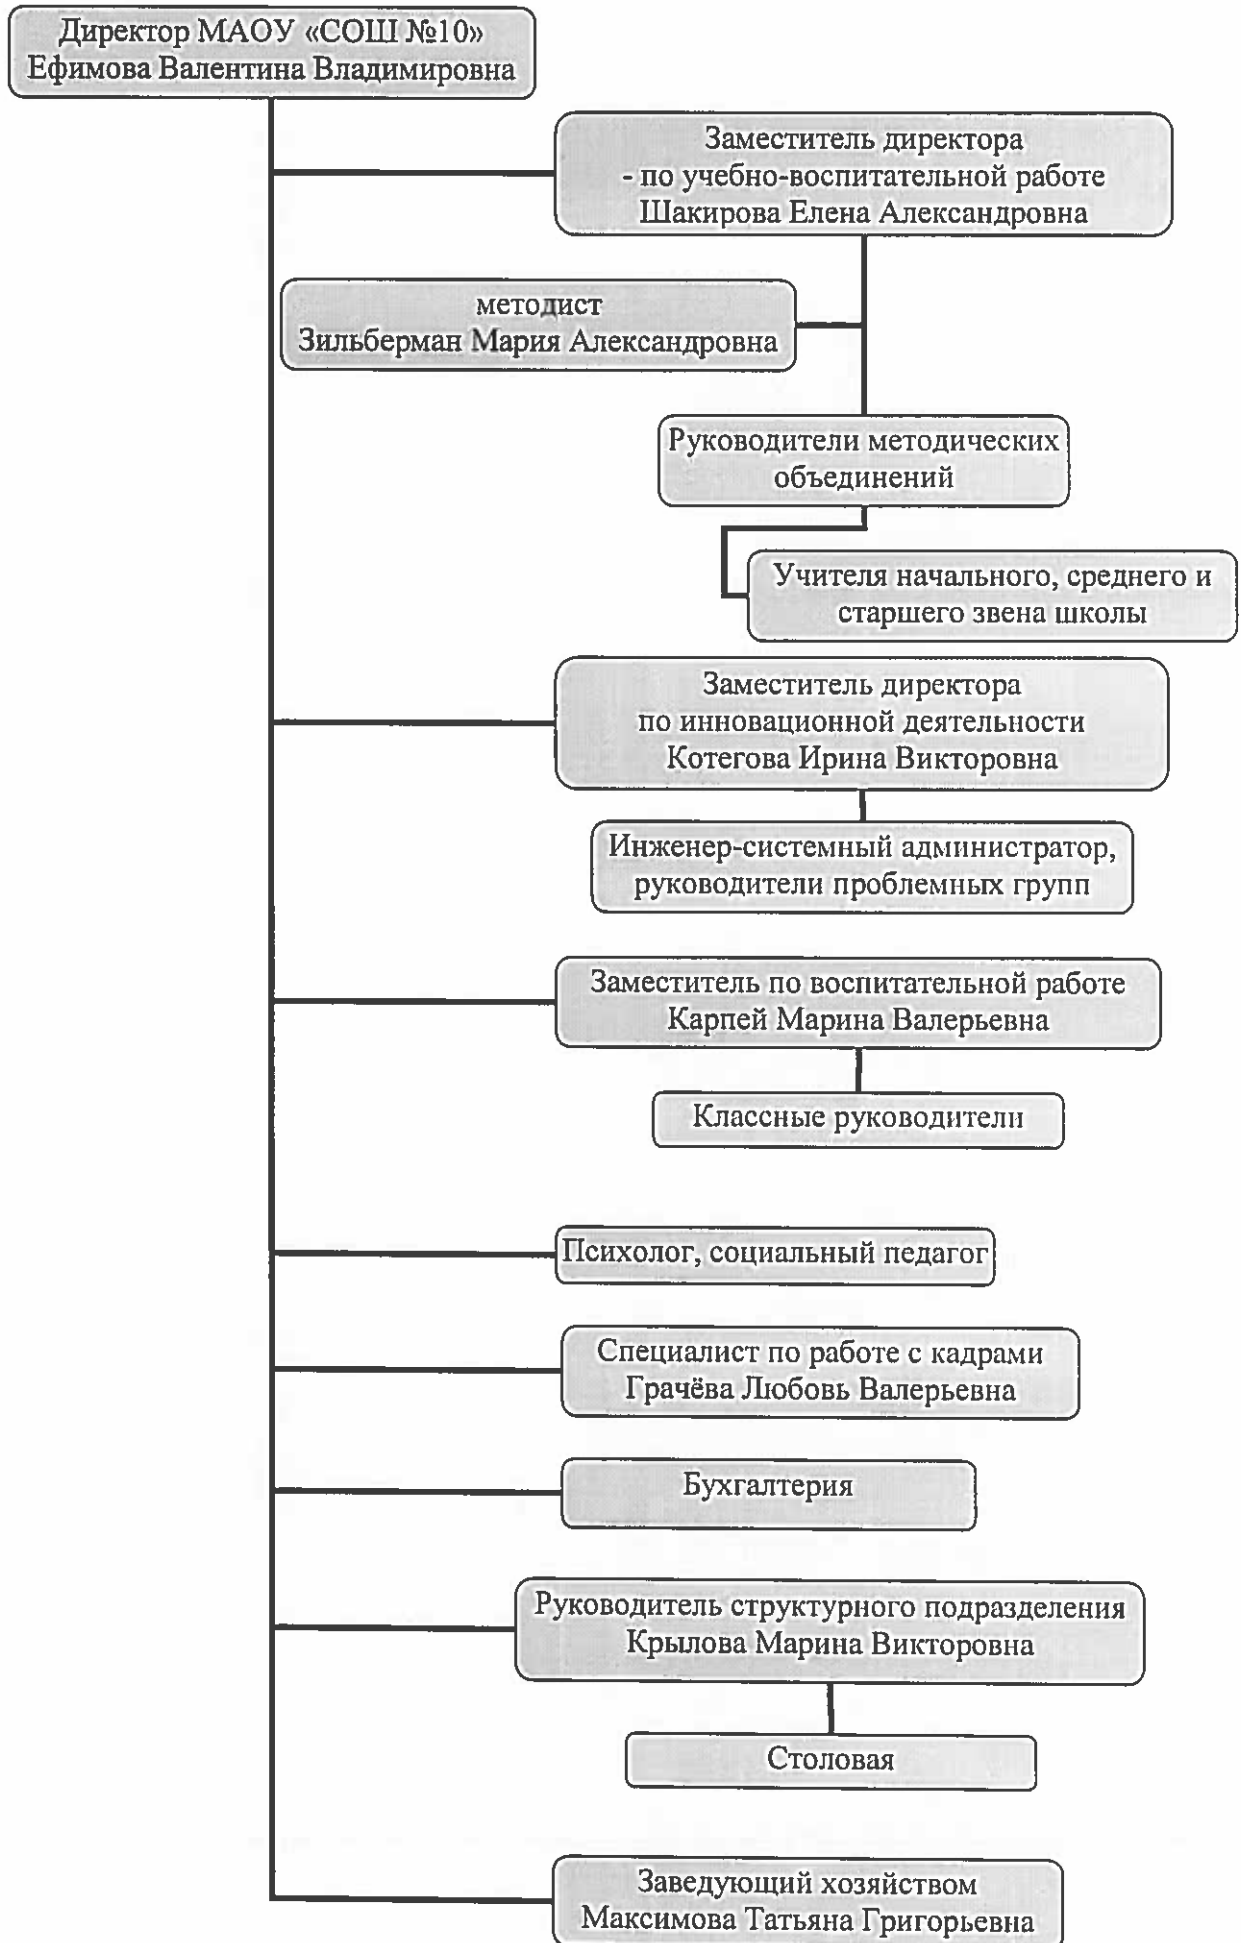 Директор МАОУ «СОШ №10»
Ефимова Валентина Владимировна
Заместитель директора
- по учебно-воспитательной работе
Шакирова Елена Александровна
методист
Зильберман Мария Александровна
Руководители методических
объединений
Учителя начального, среднего и
старшего звена школы
Заместитель директора
по инновационной деятельности
Котегова Ирина Викторовна
Инженер-системный администратор,
руководители проблемных групп
Заместитель по воспитательной работе
Карпей Марина Валерьевна
Классные руководители
Психолог, социальный педагог
Специалист по работе с кадрами
Грачёва Любовь Валерьевна
Бухгалтерия
Руководитель структурного подразделения
Крылова Марина Викторовна
Столовая
Заведующий хозяйством
Максимова Татьяна Григорьевна